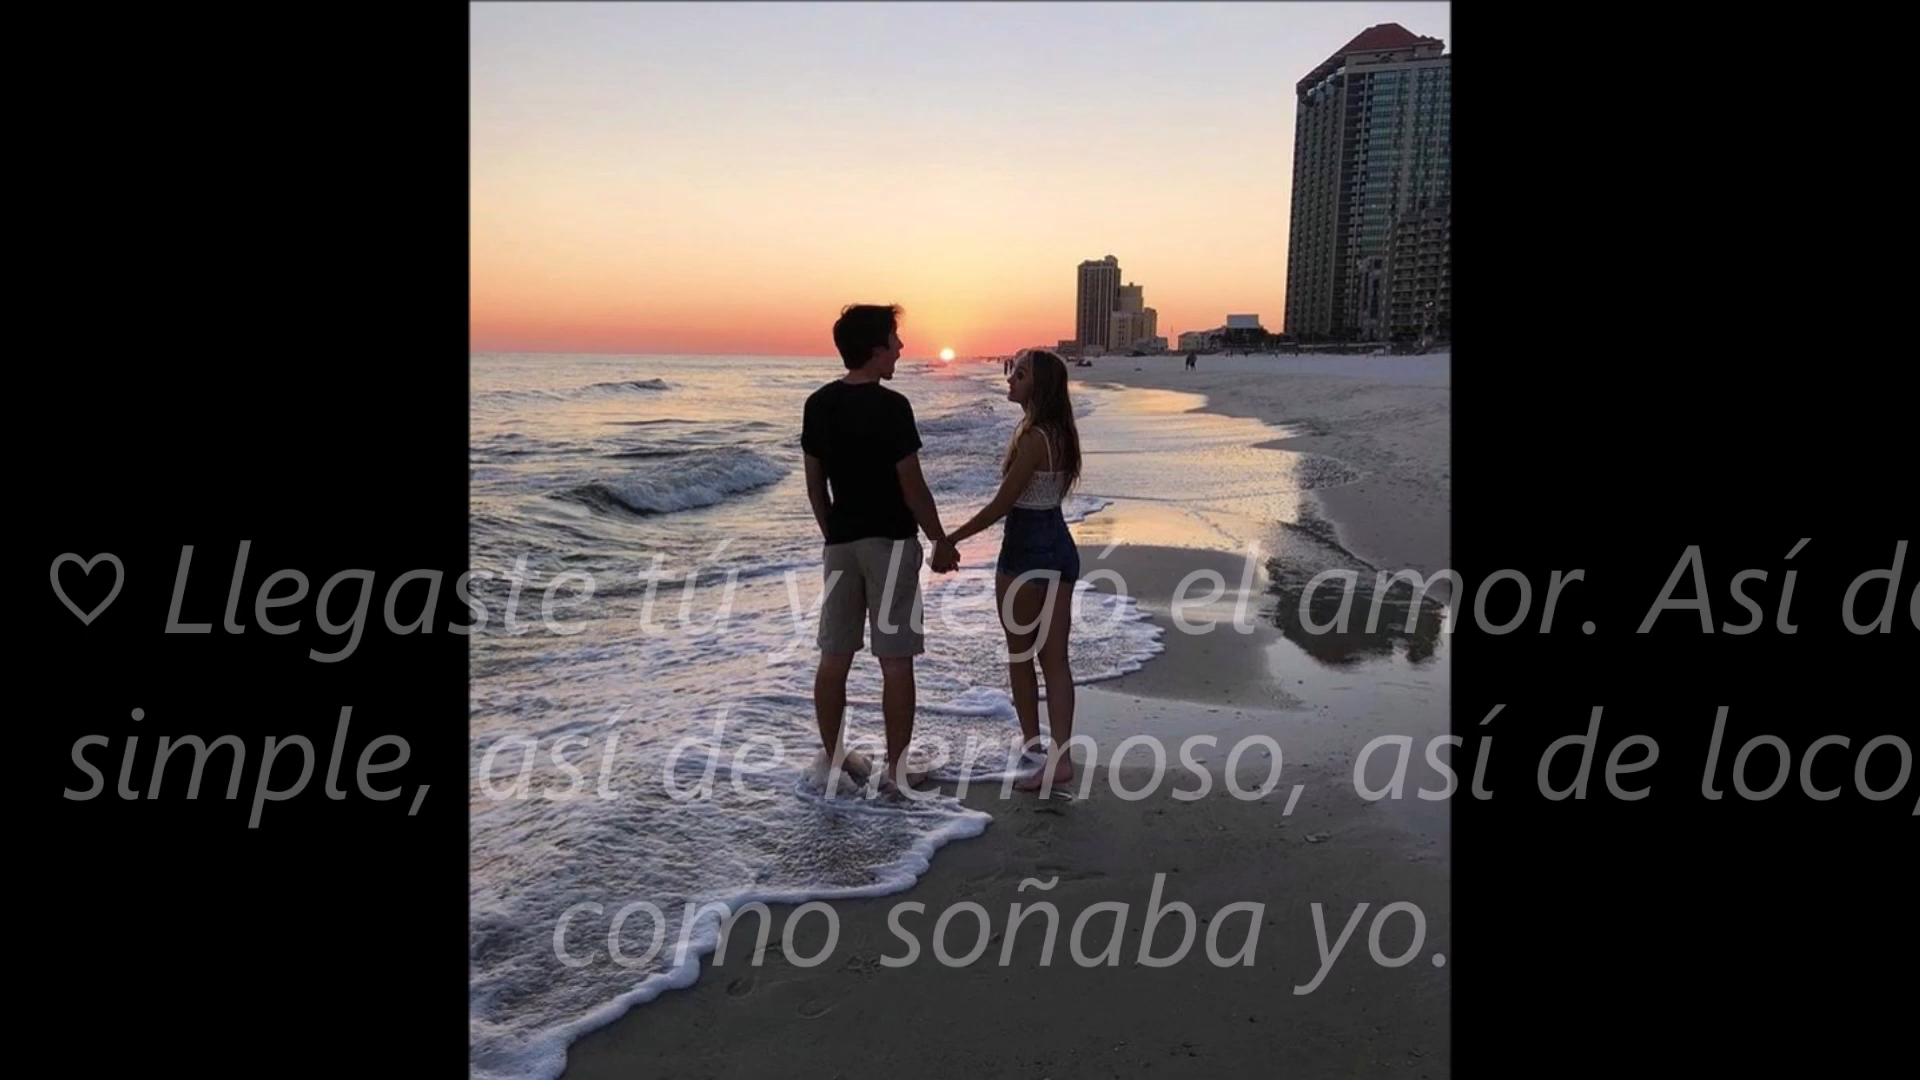 ♡ Llegaste tú y llegó el amor. Así de
simple, así de hermoso, así de loco,
como soñaba yo.